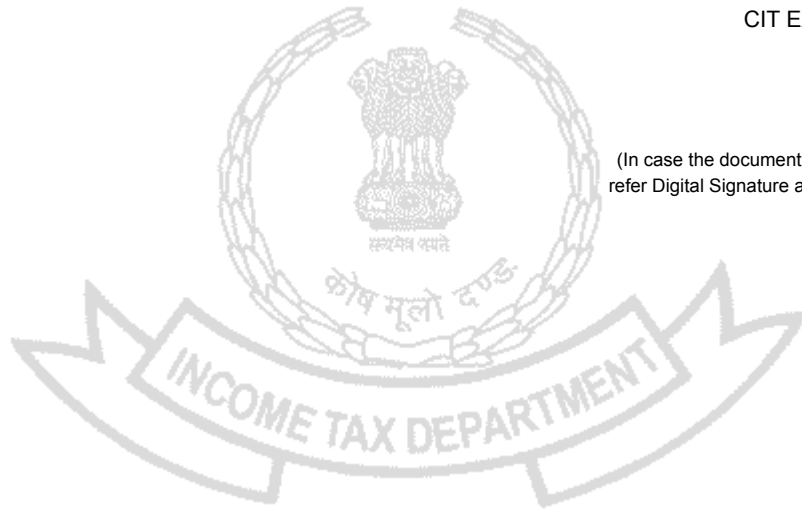 CIT E
(In case the document
refer Digital Signature a
सत्यमेव जयते
कोष मूलो दण्डः
INCOME TAX DEPARTMENT